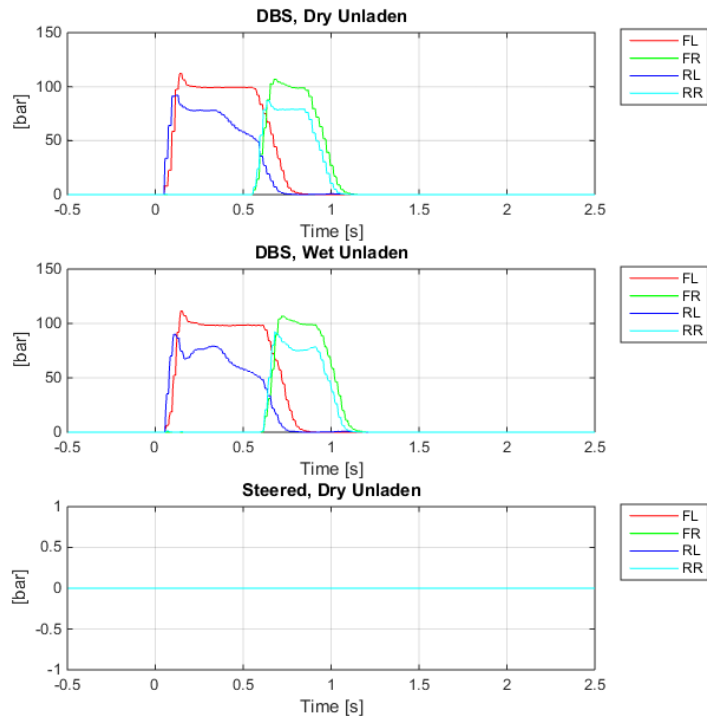 DBS, Dry Unladen
150
100
50
0
[bar]
-0.5 0 0.5 1 1.5 2 2.5
Time [s]
FL
FR
RL
RR
DBS, Wet Unladen
150
100
50
0
[bar]
-0.5 0 0.5 1 1.5 2 2.5
Time [s]
FL
FR
RL
RR
Steered, Dry Unladen
1
0.5
0
-0.5
-1
[bar]
-0.5 0 0.5 1 1.5 2 2.5
Time [s]
FL
FR
RL
RR